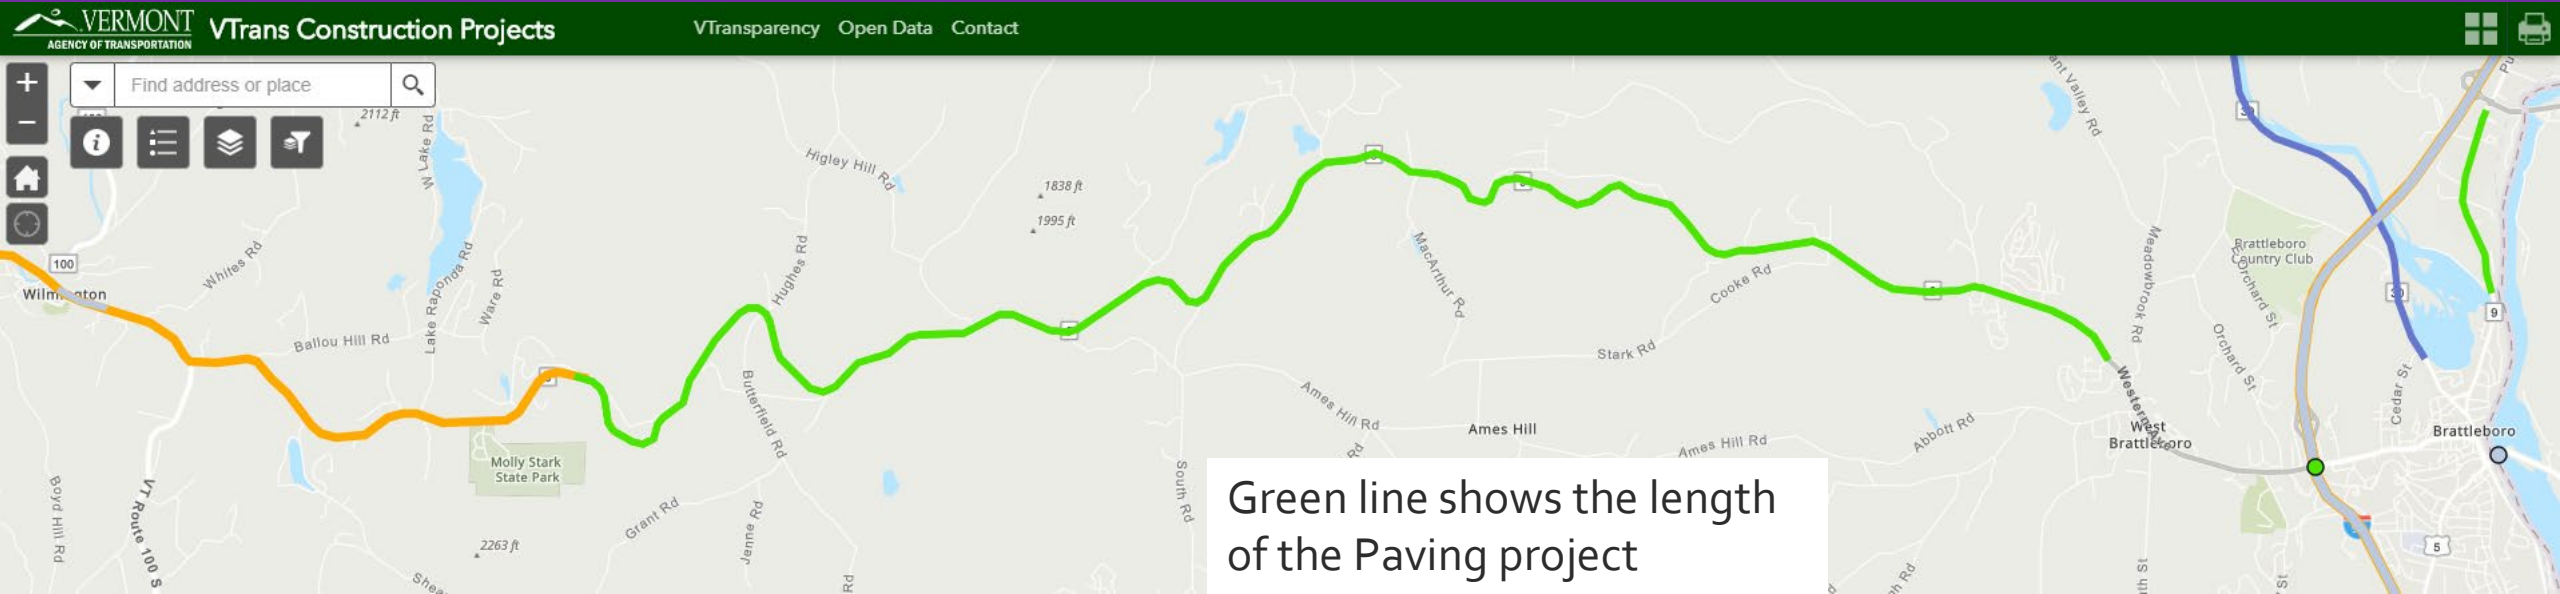 VERMONT
AGENCY OF TRANSPORTATION
VTrans Construction Projects
VTransparency
Open Data
Contact
Find address or place
2112 ft
W Lake Rd
Higley Hill Rd
1838 ft
1995 ft
100
Wilmington
Whites Rd
Lake Raponda Rd
Ware Rd
Hughes Rd
Ballou Hill Rd
Butterfield Rd
Molly Stark
State Park
Boyd Hill Rd
VT Route 100 S
2263 ft
Grant Rd
Jenne Rd
Rd
South Rd
MacArthur Rd
Cooke Rd
Stark Rd
Ames Hill Rd
Rd
Ames Hill
Ames Hill Rd
Abbott Rd
Meadowbrook Rd
Western Ave
West
Brattleboro
Orchard St
Orchard St
Brattleboro
Country Club
30
30
9
Cedar St
Brattleboro
5
Green line shows the length
of the Paving project